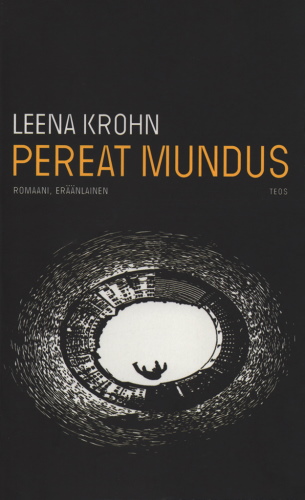 LEENA KROHN
PEREAT MUNDUS
ROMAANI, ERÄÄNLAINEN
TEOS